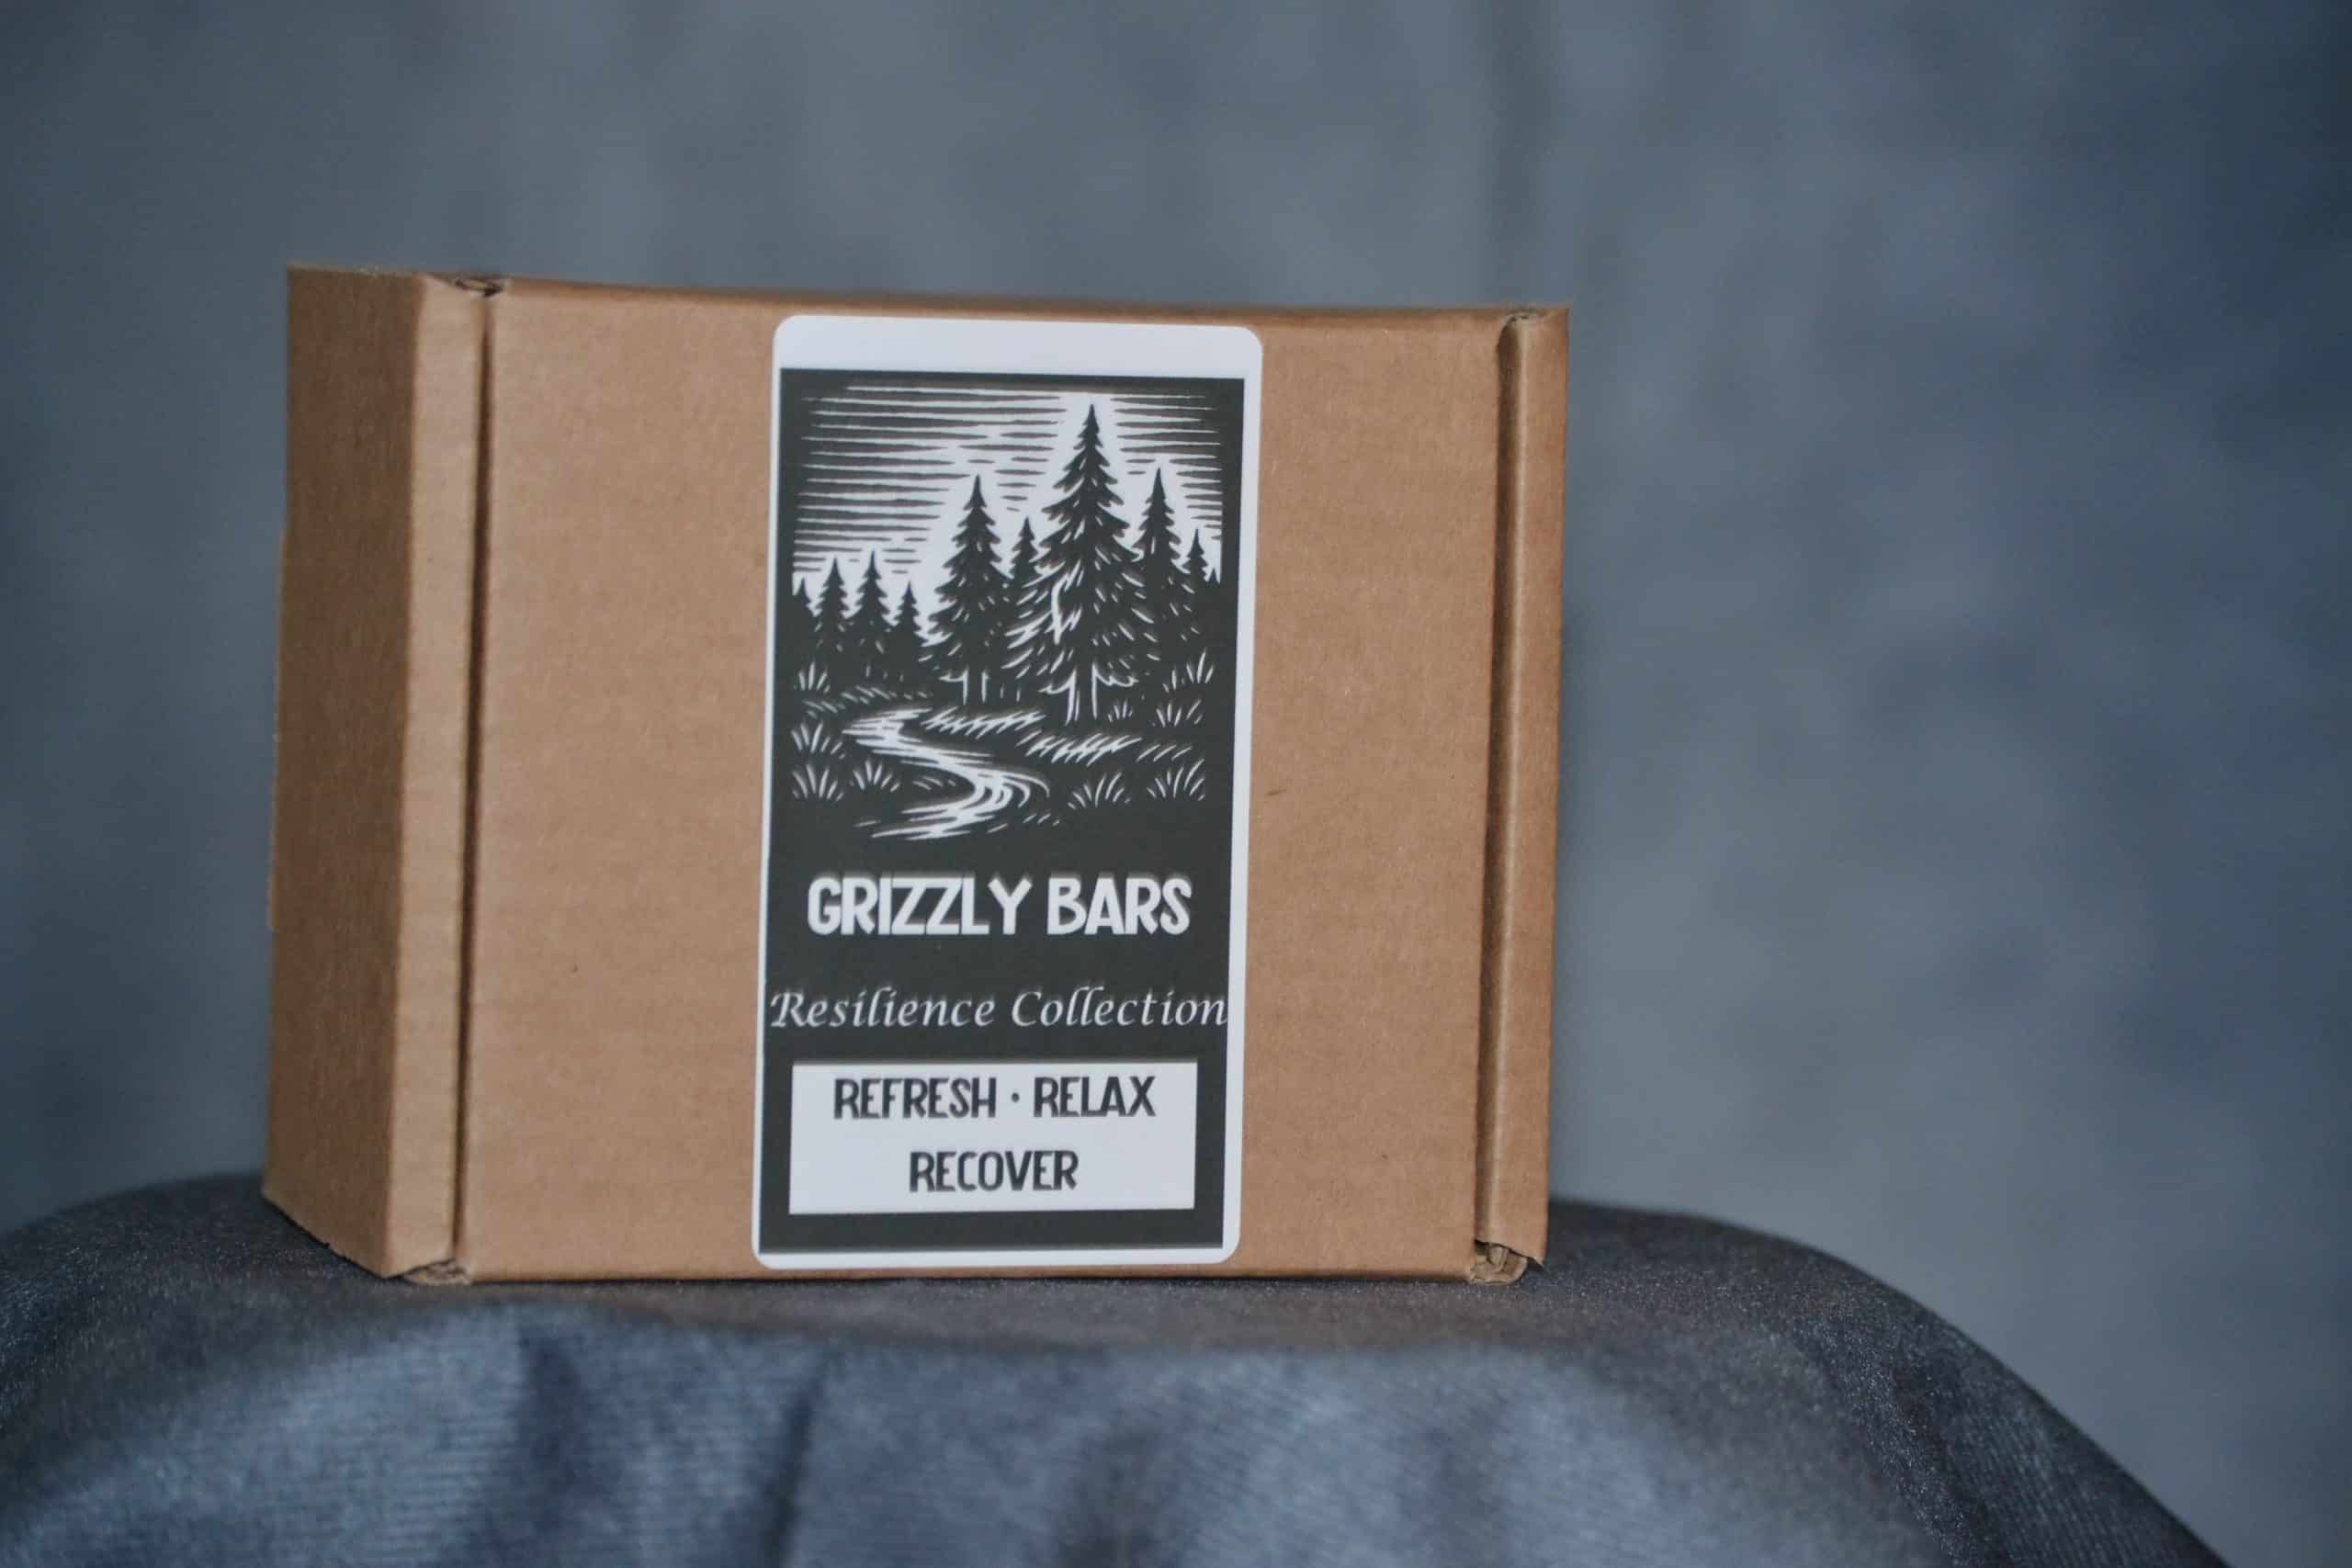 GRIZZLY BARS
Resilience Collection
REFRESH · RELAX
RECOVER